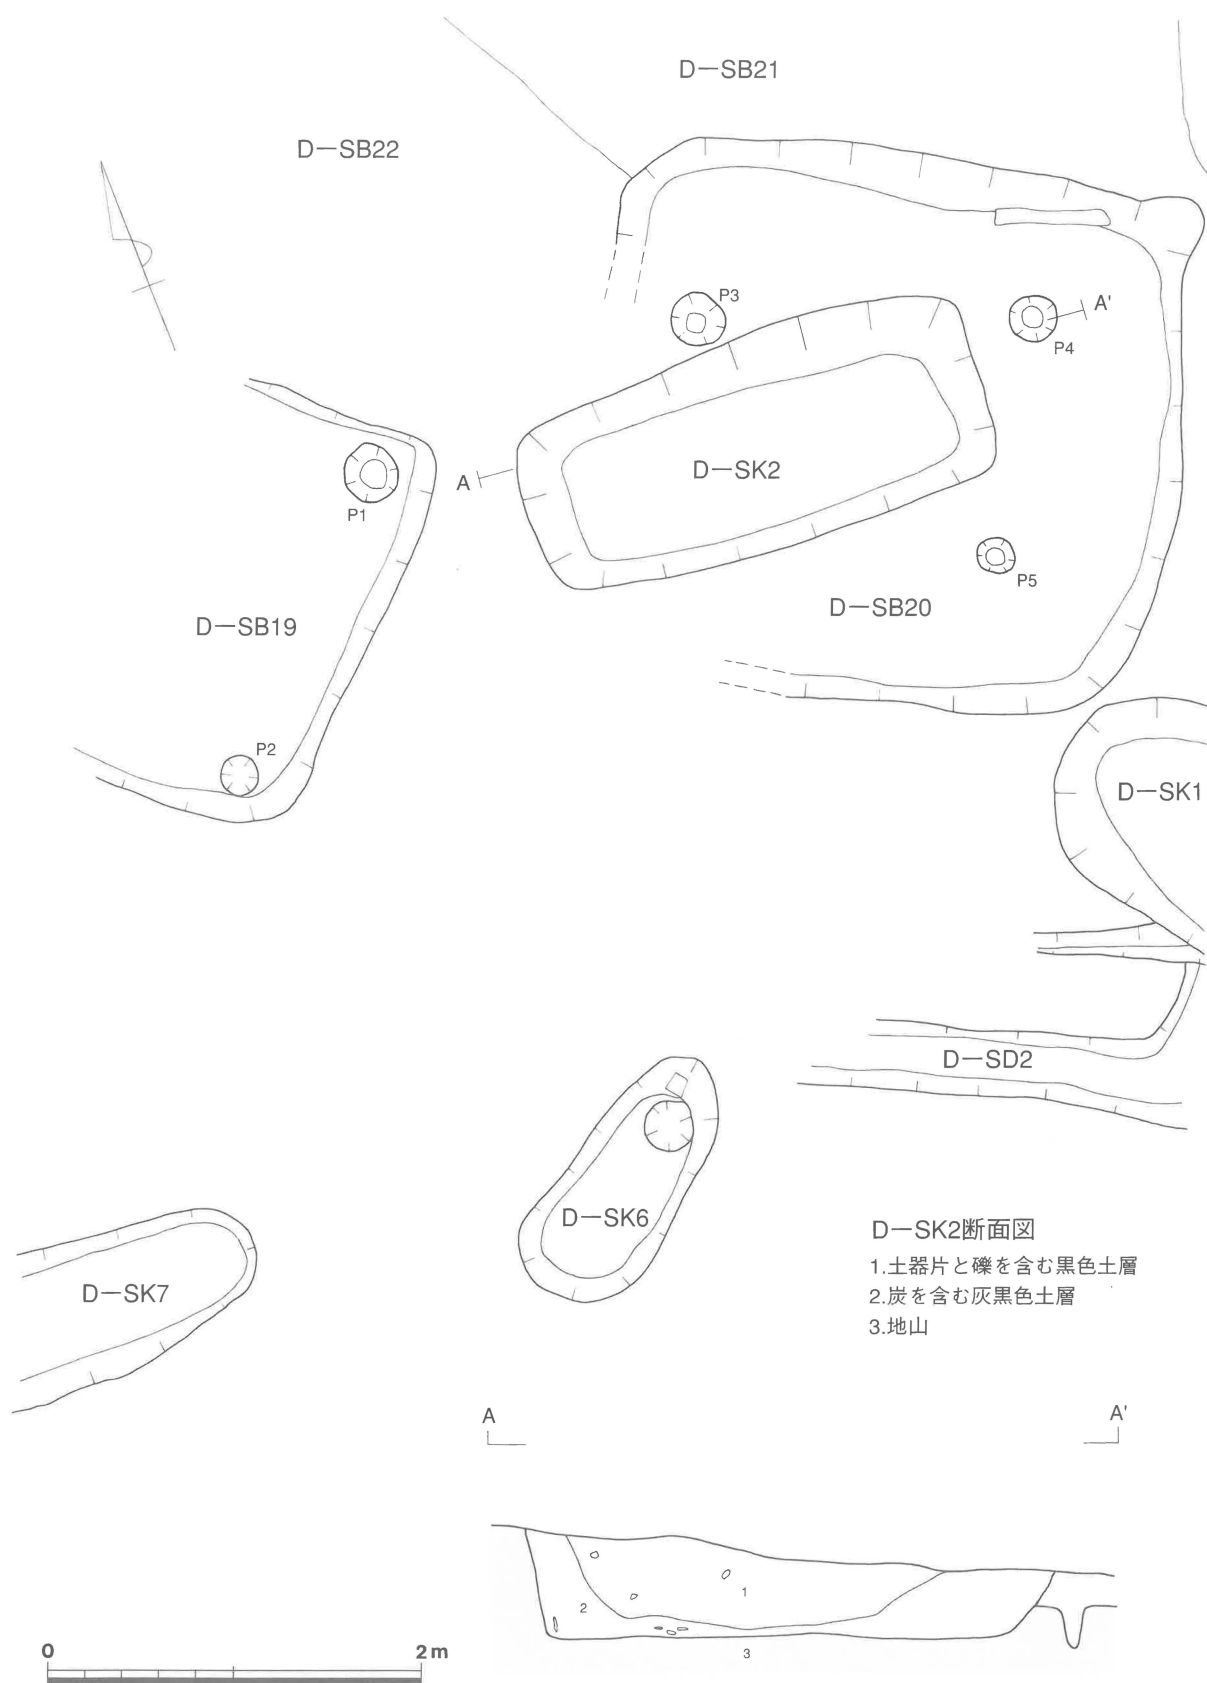 D-SB21
D-SB22
P3
A'
P4
A
D-SK2
P1
P5
D-SB20
D-SB19
P2
D-SK1
D-SD2
D-SK6
D-SK7
D-SK2断面図
1.土器片と礫を含む黒色土層
2.炭を含む灰黒色土層
3.地山
A
A'
1
2
3
0
2m